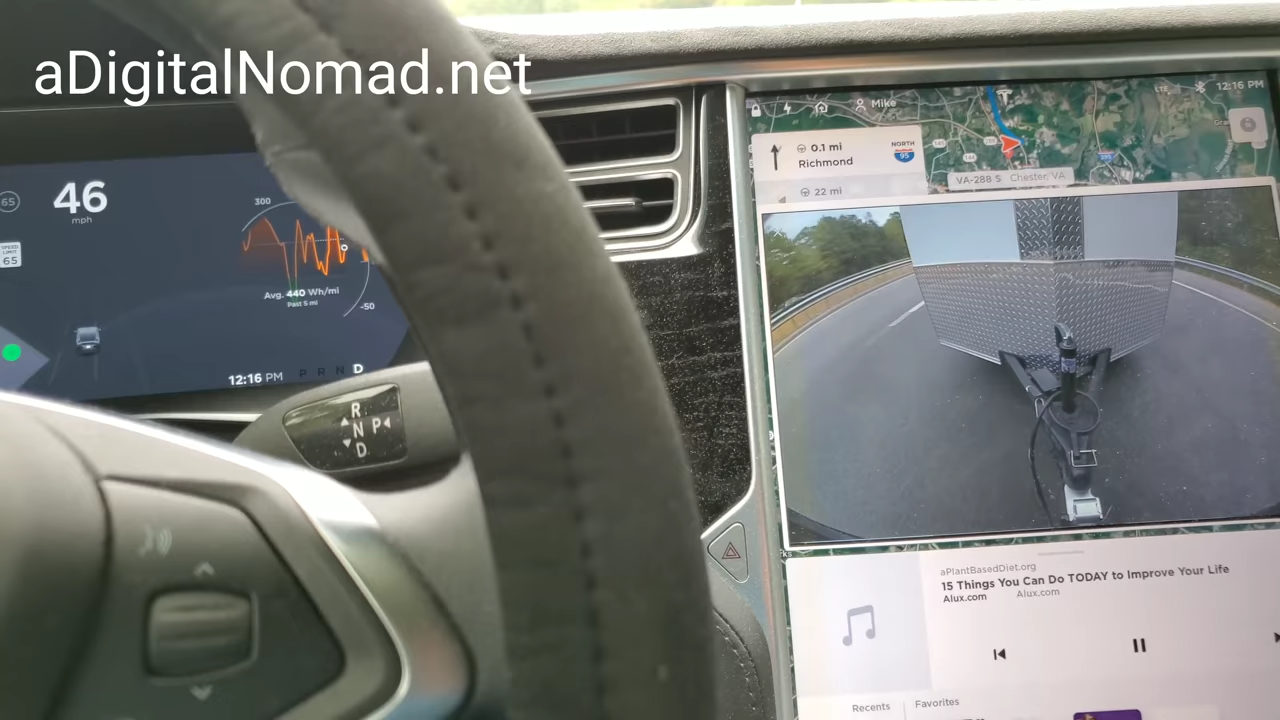 aDigitalNomad.net
65
46
mph
SPEED
LIMIT
65
300
Avg. 440 Wh/mi
Past 5 mi
-50
12:16 PM P R N D
R
N P
D
Mike
LTE
12:16 PM
0.1 mi
Richmond
NORTH
95
22 mi
VA-288 S Chester, VA
aPlantBasedDiet.org
15 Things You Can Do TODAY to Improve Your Life
Alux.com Alux.com
Recents Favorites